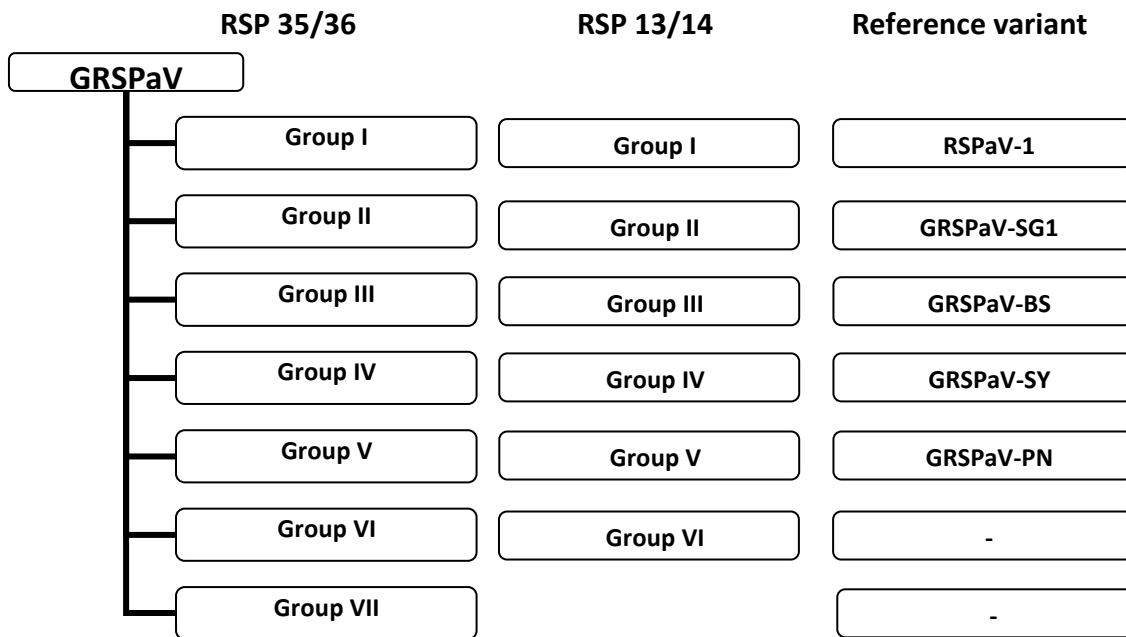 RSP 35/36 RSP 13/14 Reference variant
GRSPaV
Group I Group I RSPaV-1
Group II Group II GRSPaV-SG1
Group III Group III GRSPaV-BS
Group IV Group IV GRSPaV-SY
Group V Group V GRSPaV-PN
Group VI Group VI -
Group VII -